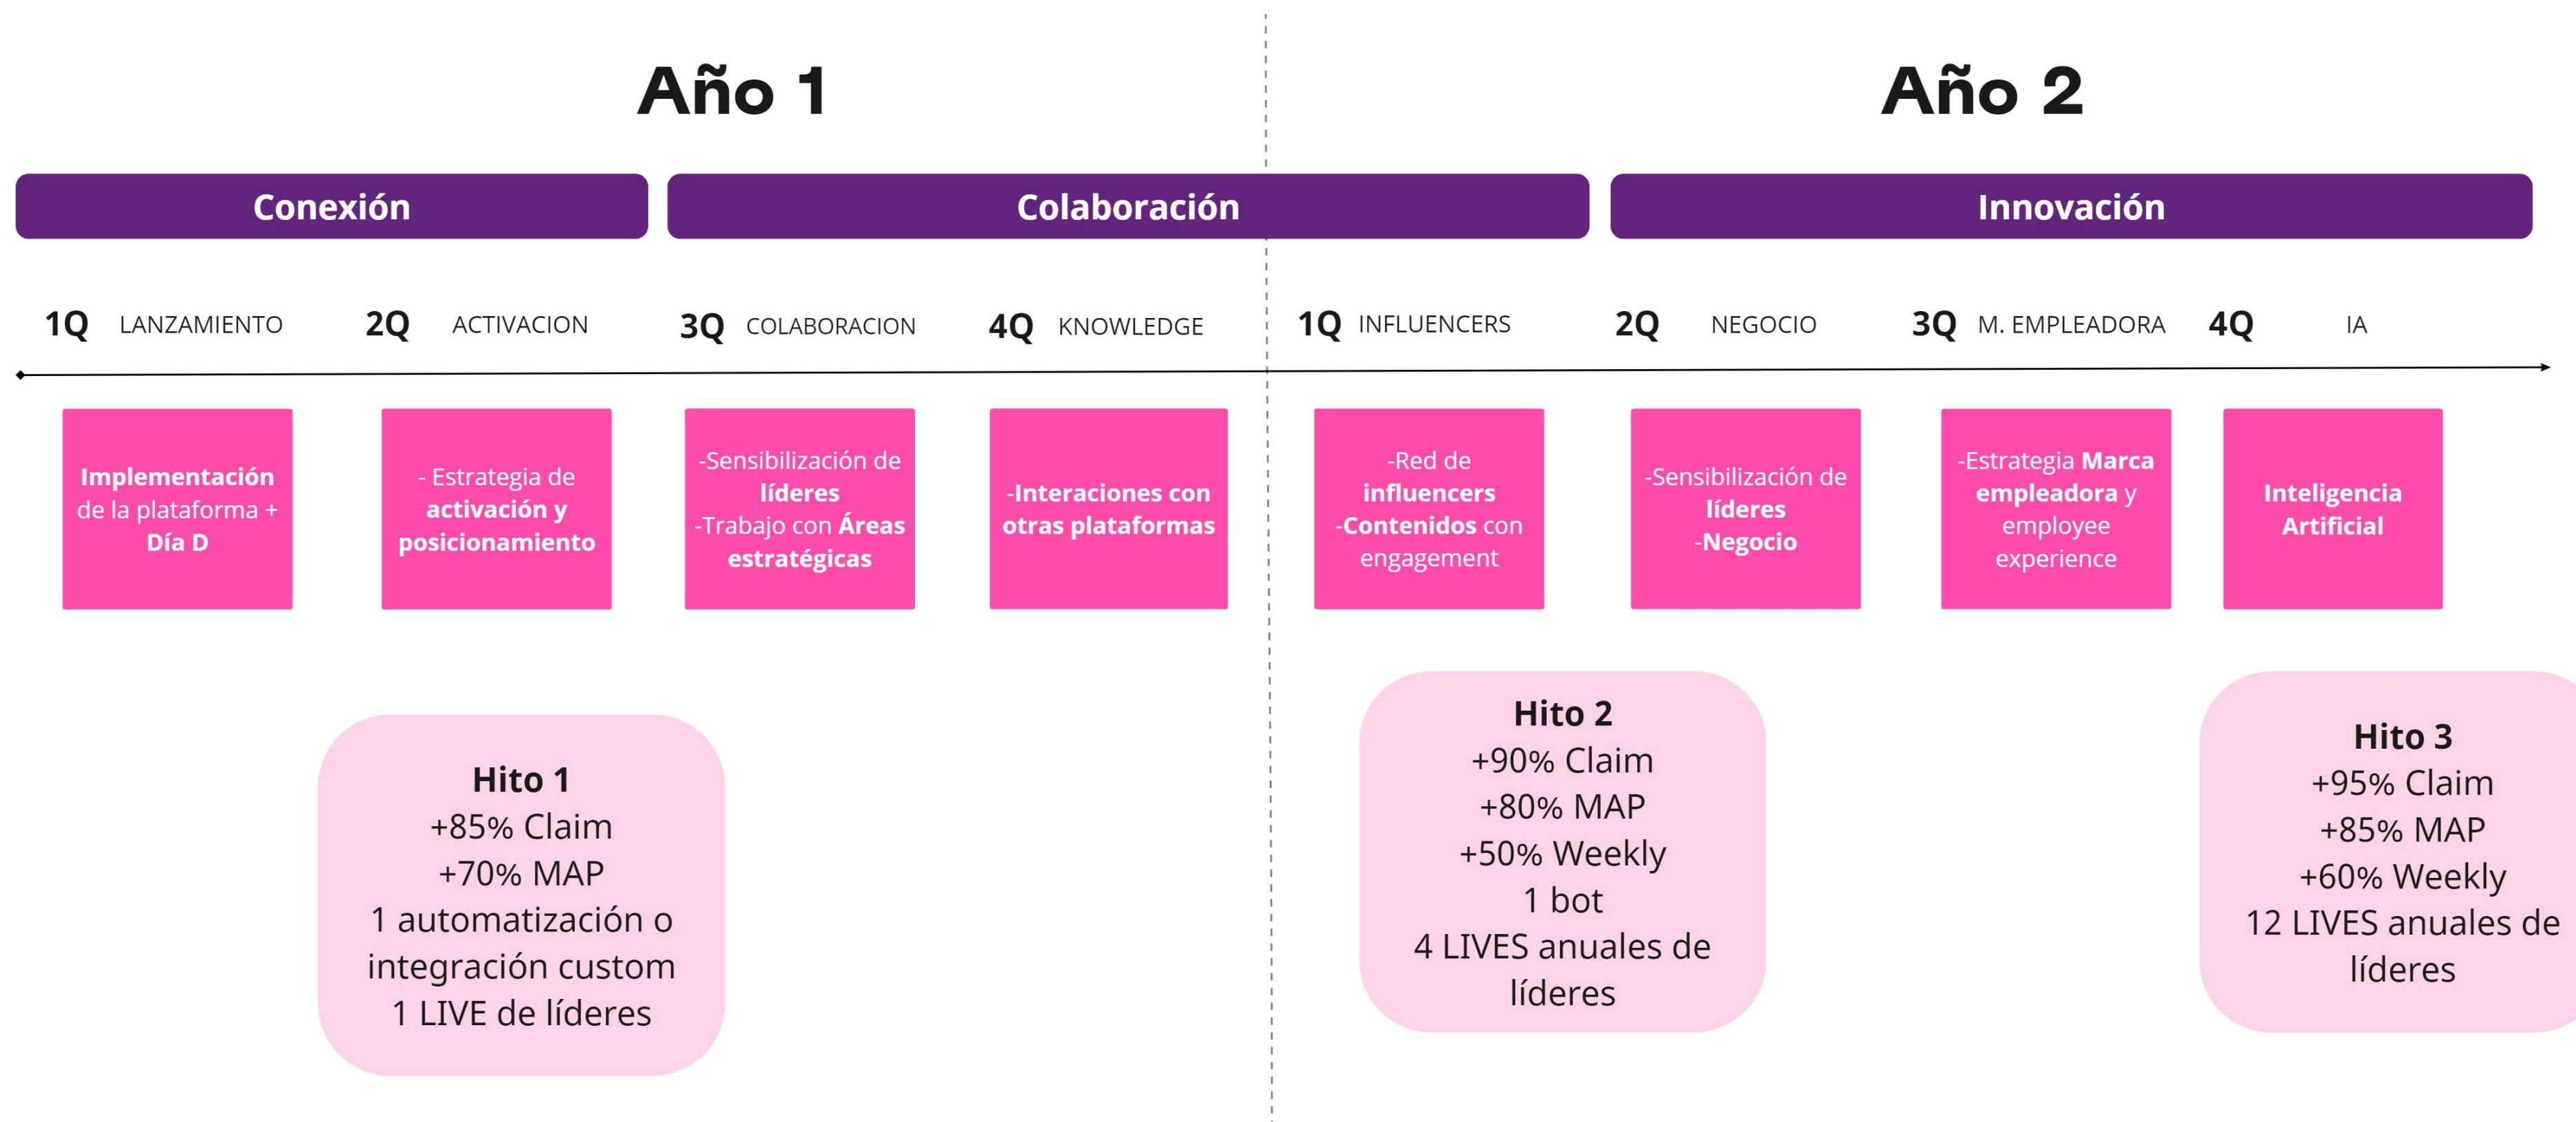 Año 1
Año 2
Conexión
Colaboración
Innovación
1Q LANZAMIENTO
2Q ACTIVACION
3Q COLABORACION
4Q KNOWLEDGE
1Q INFLUENCERS
2Q NEGOCIO
3Q M. EMPLEADORA
4Q IA
Implementación
de la plataforma +
Día D
- Estrategia de
activación y
posicionamiento
-Sensibilización de
líderes
-Trabajo con Áreas
estratégicas
-Interaciones con
otras plataformas
-Red de
influencers
-Contenidos con
engagement
-Sensibilización de
líderes
-Negocio
-Estrategia Marca
empleadora y
employee
experience
Inteligencia
Artificial
Hito 1
+85% Claim
+70% MAP
1 automatización o
integración custom
1 LIVE de líderes
Hito 2
+90% Claim
+80% MAP
+50% Weekly
1 bot
4 LIVES anuales de
líderes
Hito 3
+95% Claim
+85% MAP
+60% Weekly
12 LIVES anuales de
líderes